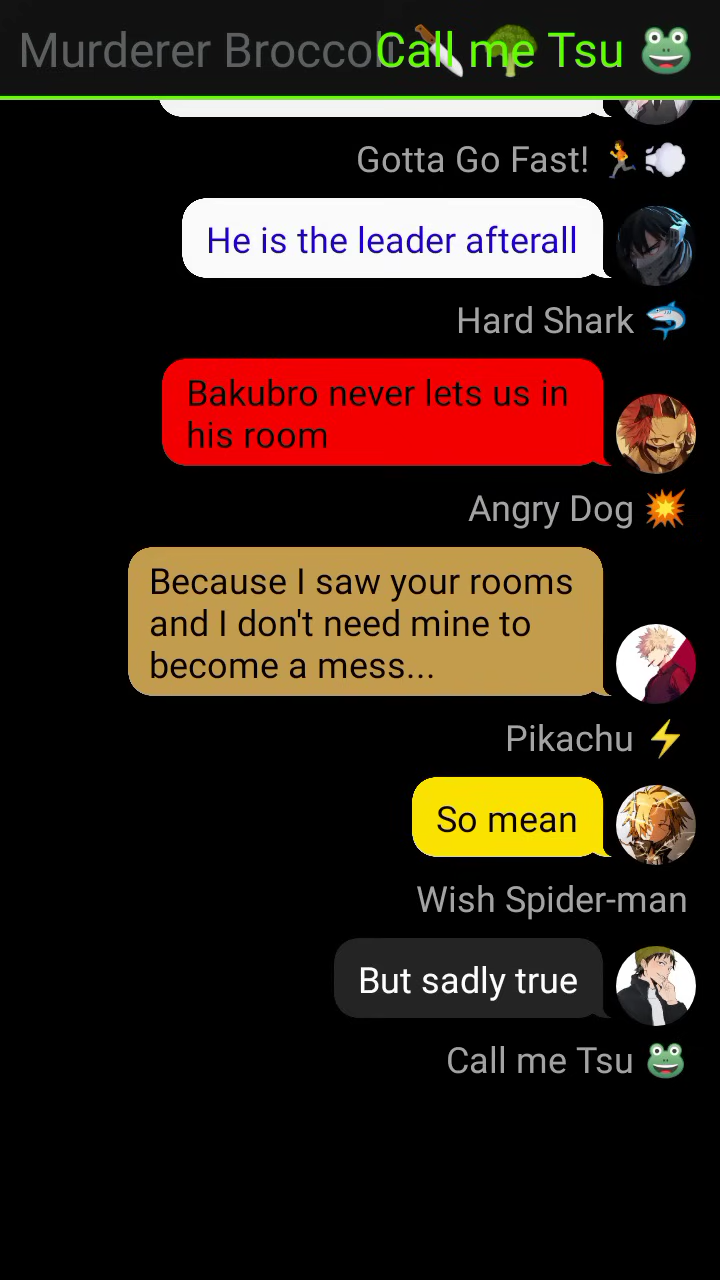 Murderer Broccoli 🔪🥦
Call me Tsu 🐸
Gotta Go Fast! 🏃💨
He is the leader afterall
Hard Shark 🦈
Bakubro never lets us in
his room
Angry Dog 💥
Because I saw your rooms
and I don't need mine to
become a mess...
Pikachu ⚡
So mean
Wish Spider-man
But sadly true
Call me Tsu 🐸